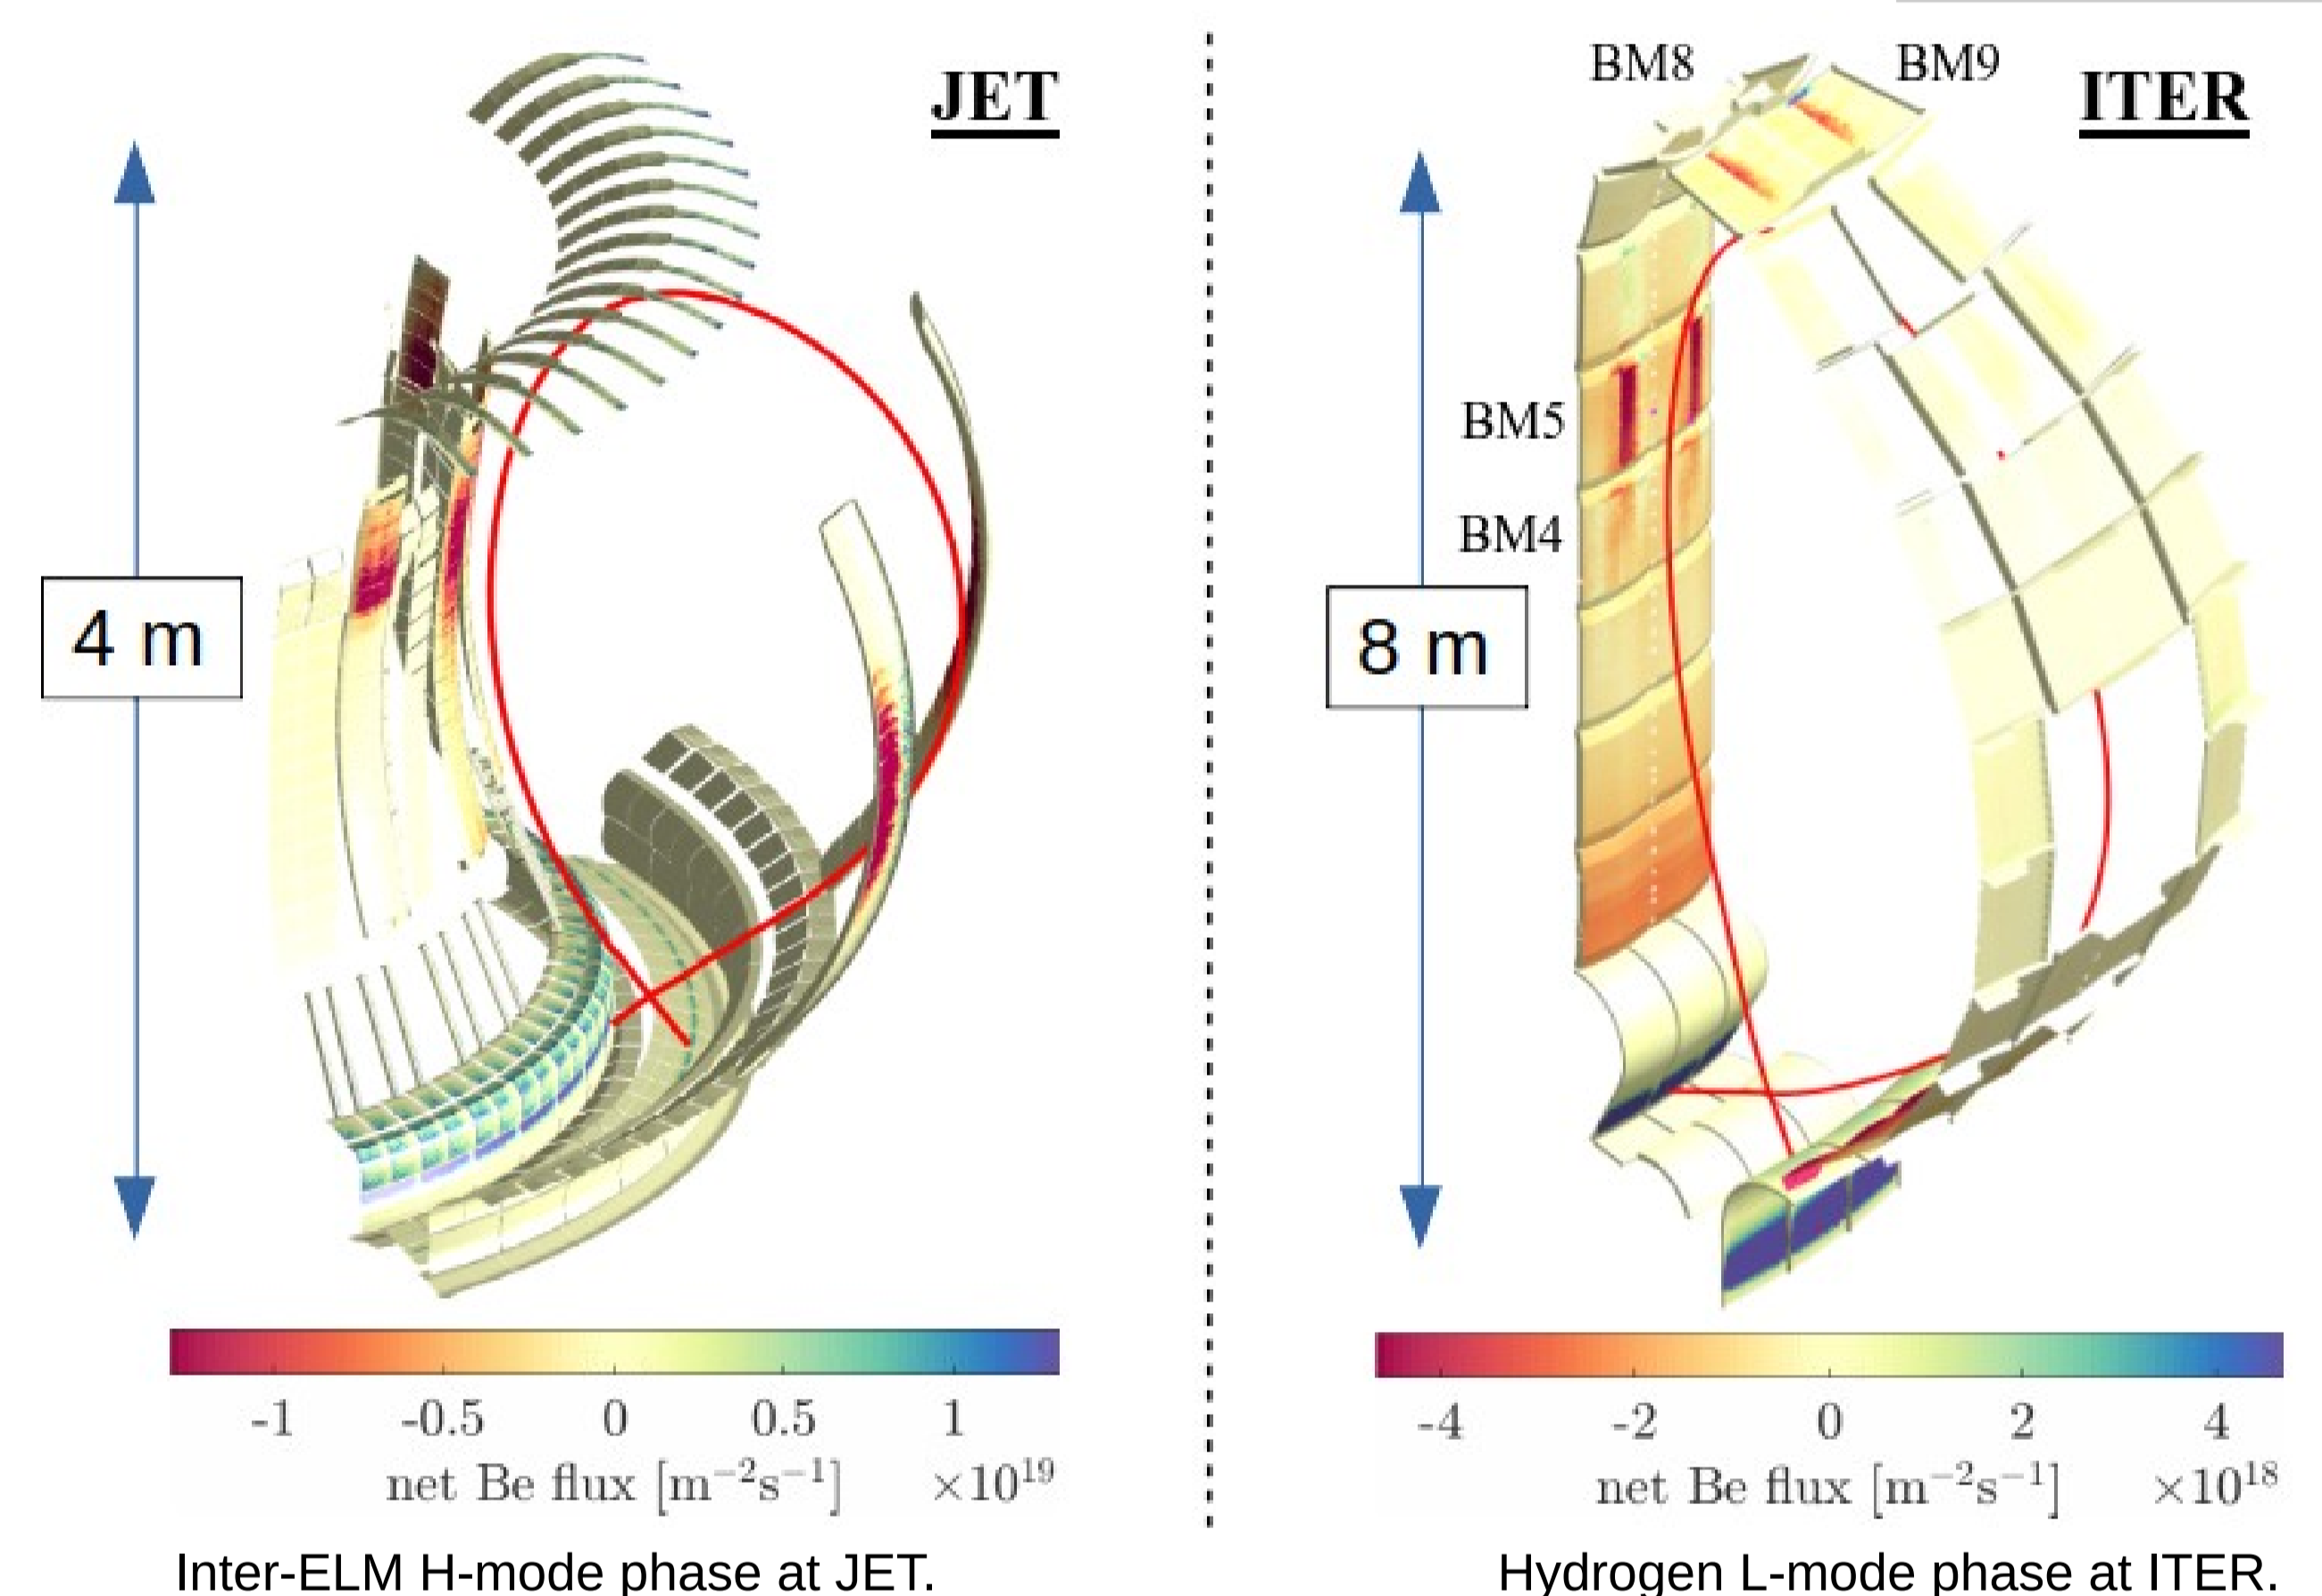 JET
4 m
-1 -0.5 0 0.5 1
net Be flux [m⁻²s⁻¹] ×10¹⁹
Inter-ELM H-mode phase at JET.
BM8 BM9
ITER
BM5
BM4
8 m
-4 -2 0 2 4
net Be flux [m⁻²s⁻¹] ×10¹⁸
Hydrogen L-mode phase at ITER.